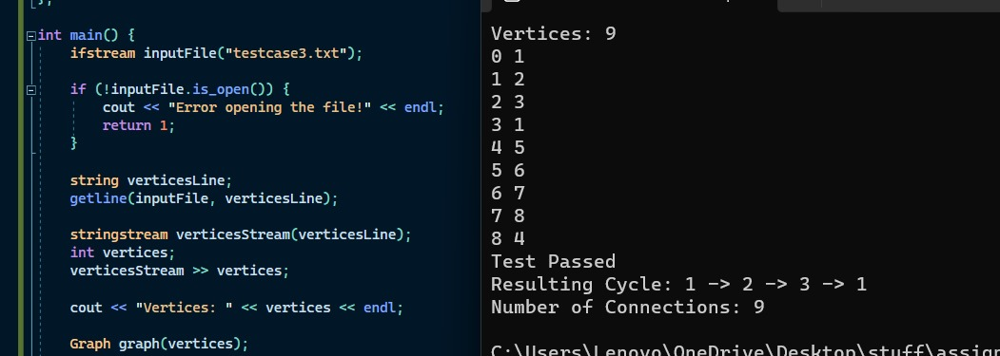 };
int main() {
ifstream inputFile("testcase3.txt");
if (!inputFile.is_open()) {
cout << "Error opening the file!" << endl;
return 1;
}
string verticesLine;
getline(inputFile, verticesLine);
stringstream verticesStream(verticesLine);
int vertices;
verticesStream >> vertices;
cout << "Vertices: " << vertices << endl;
Graph graph(vertices);
Vertices: 9
0 1
1 2
2 3
3 1
4 5
5 6
6 7
7 8
8 4
Test Passed
Resulting Cycle: 1 -> 2 -> 3 -> 1
Number of Connections: 9
C:\Users\Lenovo\OneDrive\Desktop\stuff\assign